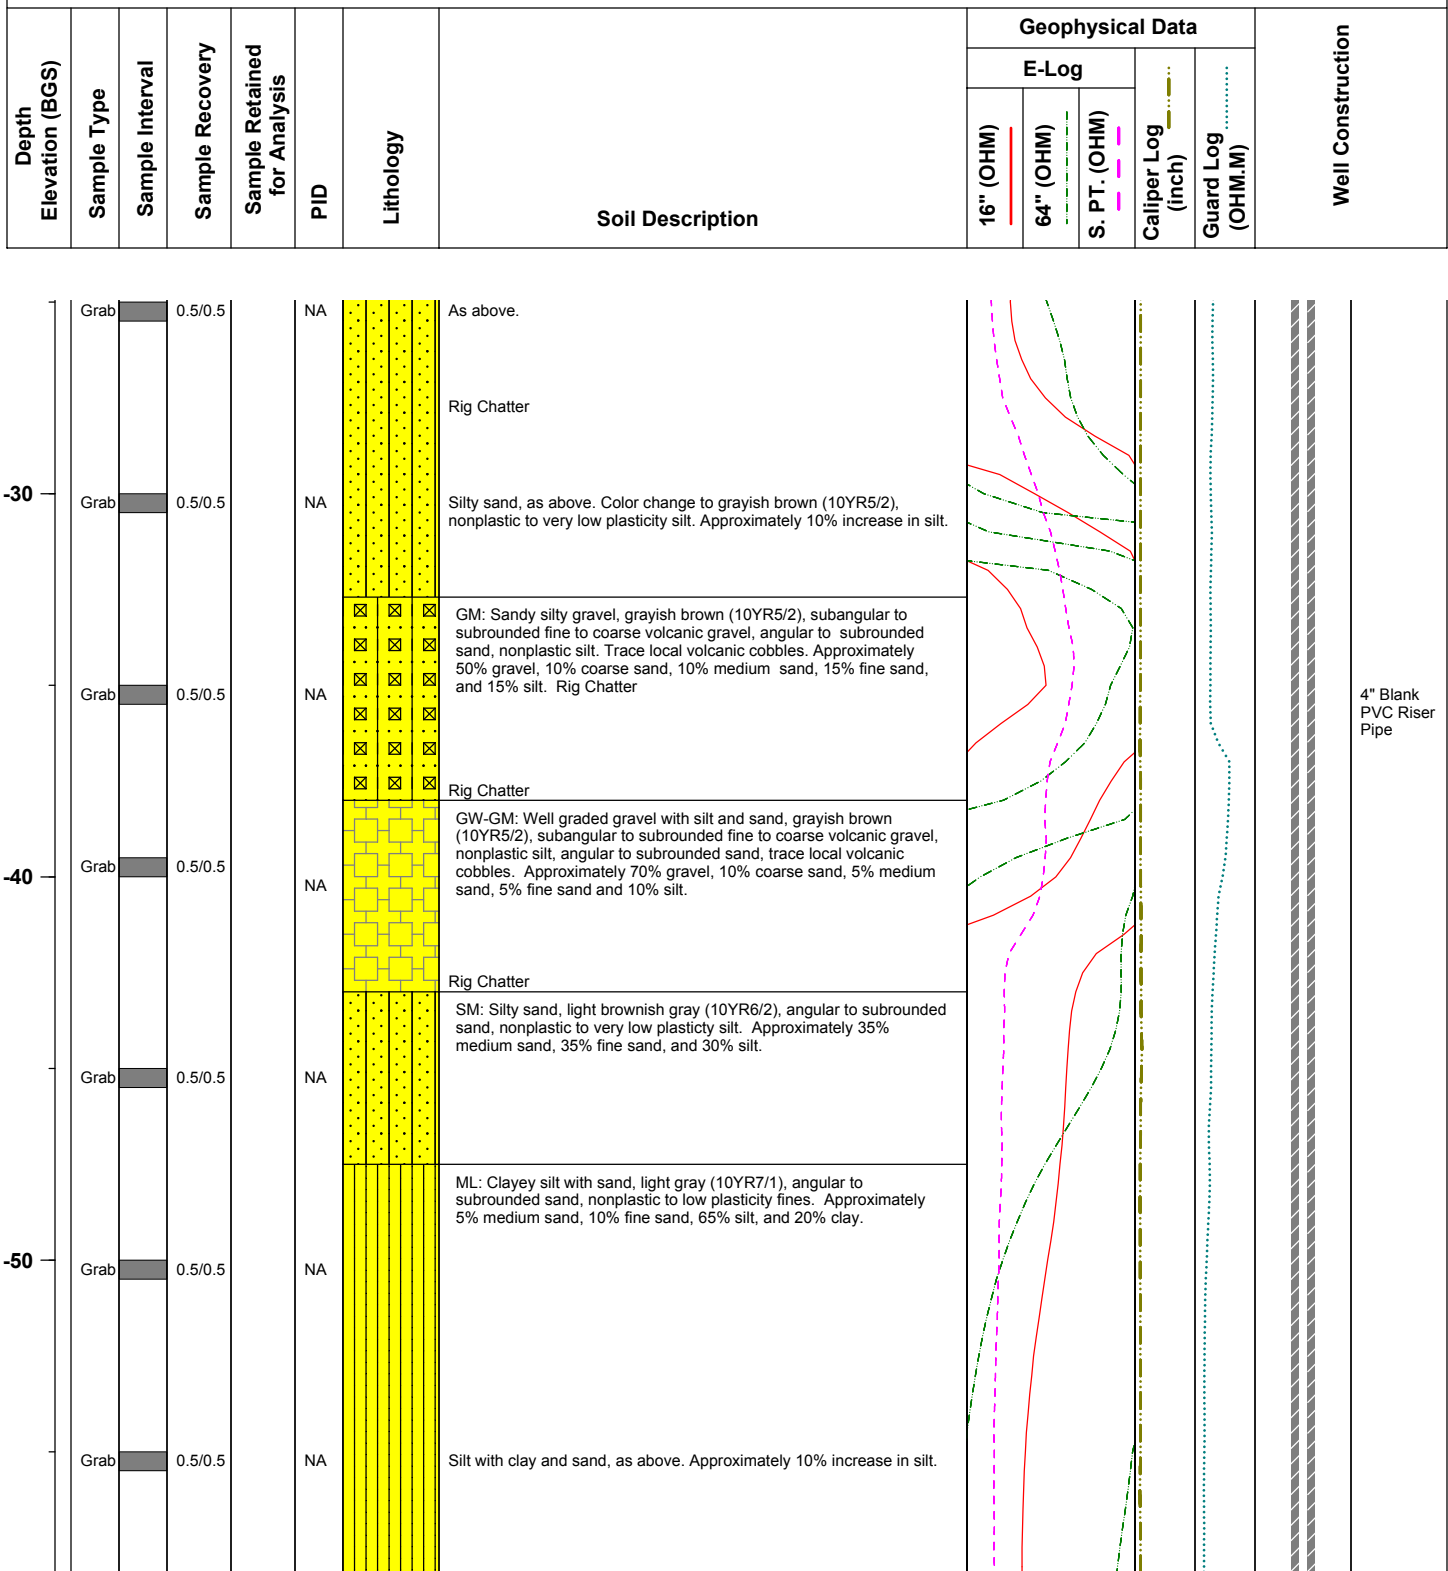 Geophysical Data
E-Log
Depth
Elevation (BGS)
Sample Type
Sample Interval
Sample Recovery
Sample Retained
for Analysis
PID
Lithology
Soil Description
16" (OHM)
64" (OHM)
S. PT. (OHM)
Caliper Log
(inch)
Guard Log
(OHM.M)
Well Construction
Grab 0.5/0.5 NA As above.
Rig Chatter
-30
Grab 0.5/0.5 NA Silty sand, as above. Color change to grayish brown (10YR5/2),
nonplastic to very low plasticity silt. Approximately 10% increase in silt.
GM: Sandy silty gravel, grayish brown (10YR5/2), subangular to
subrounded fine to coarse volcanic gravel, angular to subrounded
sand, nonplastic silt. Trace local volcanic cobbles. Approximately
50% gravel, 10% coarse sand, 10% medium sand, 15% fine sand,
and 15% silt. Rig Chatter
Grab 0.5/0.5 NA
4" Blank
PVC Riser
Pipe
Rig Chatter
GW-GM: Well graded gravel with silt and sand, grayish brown
(10YR5/2), subangular to subrounded fine to coarse volcanic gravel,
nonplastic silt, angular to subrounded sand, trace local volcanic
cobbles. Approximately 70% gravel, 10% coarse sand, 5% medium
sand, 5% fine sand and 10% silt.
Grab 0.5/0.5
-40
NA
Rig Chatter
SM: Silty sand, light brownish gray (10YR6/2), angular to subrounded
sand, nonplastic to very low plasticty silt. Approximately 35%
medium sand, 35% fine sand, and 30% silt.
Grab 0.5/0.5 NA
ML: Clayey silt with sand, light gray (10YR7/1), angular to
subrounded sand, nonplastic to low plasticity fines. Approximately
5% medium sand, 10% fine sand, 65% silt, and 20% clay.
-50
Grab 0.5/0.5 NA
Grab 0.5/0.5 NA Silt with clay and sand, as above. Approximately 10% increase in silt.